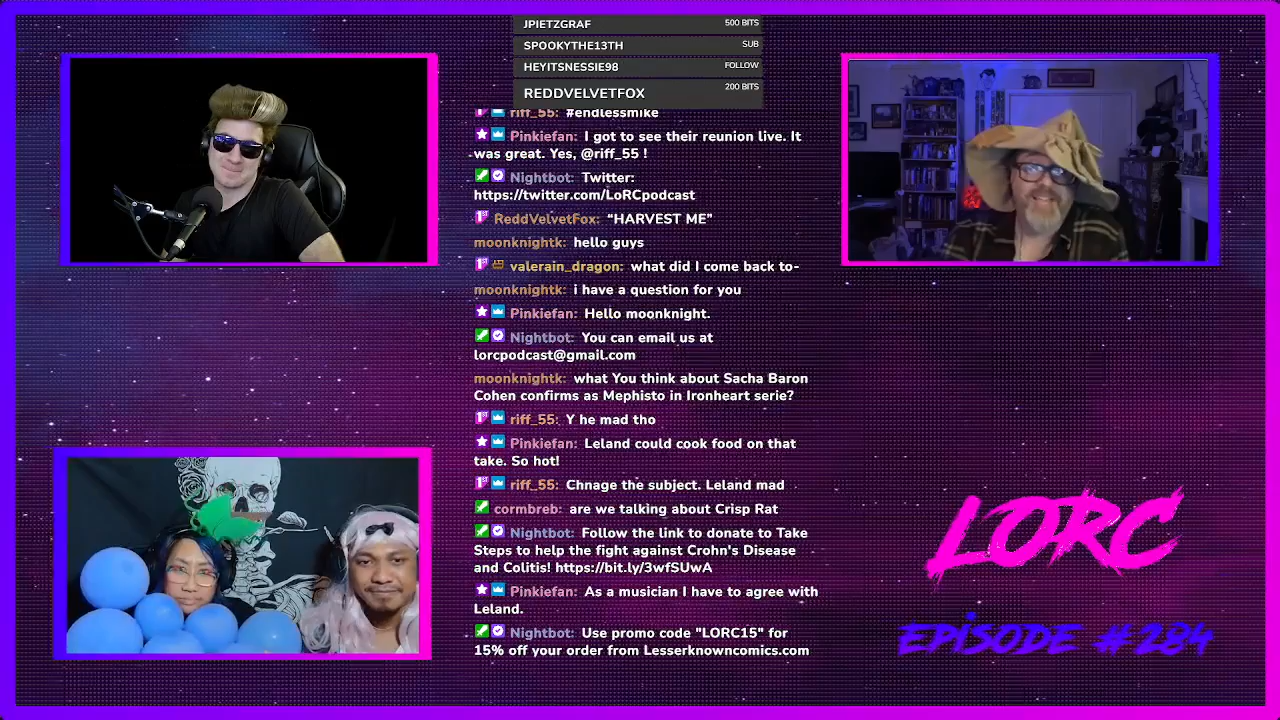 JPIETZGRAF 500 BITS
SPOOKYTHE13TH SUB
HEYITSNESSIE98 FOLLOW
REDDVELVETFOX 200 BITS
riff_55: #endlessmike
Pinkiefan: I got to see their reunion live. It
was great. Yes, @riff_55 !
Nightbot: Twitter:
https://twitter.com/LoRCpodcast
ReddVelvetFox: “HARVEST ME”
moonknightk: hello guys
valerain_dragon: what did I come back to-
moonknightk: i have a question for you
Pinkiefan: Hello moonknight.
Nightbot: You can email us at
lorcpodcast@gmail.com
moonknightk: what You think about Sacha Baron
Cohen confirms as Mephisto in Ironheart serie?
riff_55: Y he mad tho
Pinkiefan: Leland could cook food on that
take. So hot!
riff_55: Chnage the subject. Leland mad
cormbreb: are we talking about Crisp Rat
Nightbot: Follow the link to donate to Take
Steps to help the fight against Crohn's Disease
and Colitis! https://bit.ly/3wfSUwA
Pinkiefan: As a musician I have to agree with
Leland.
Nightbot: Use promo code "LORC15" for
15% off your order from Lesserknowncomics.com
LORC
EPISODE #284